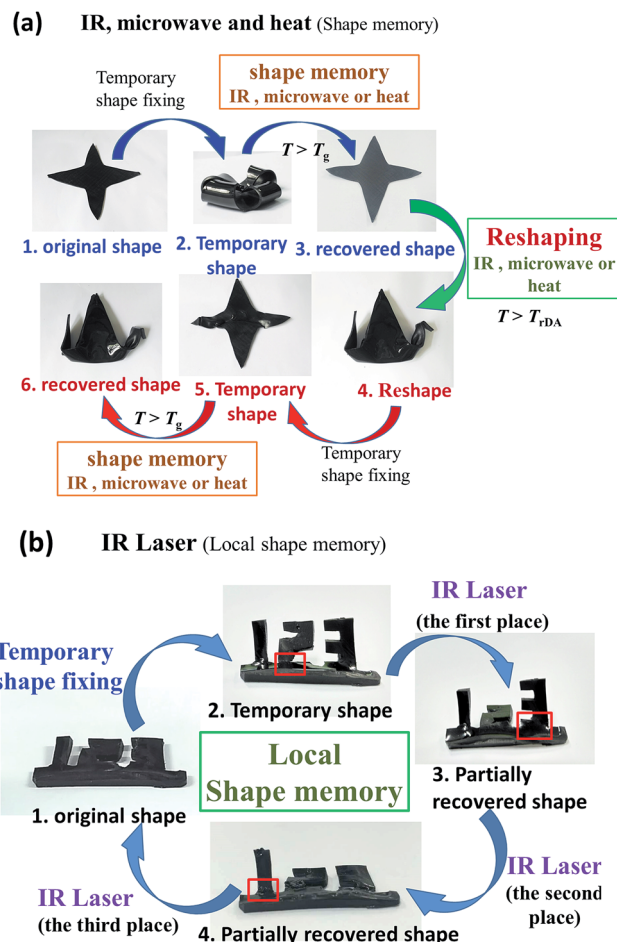 (a) IR, microwave and heat (Shape memory)
Temporary
shape fixing
shape memory
IR , microwave or heat
T > Tg
1. original shape
2. Temporary
shape
3. recovered shape
Reshaping
IR, microwave or
heat
T > TrDA
6. recovered shape
5. Temporary
shape
4. Reshape
T > Tg
shape memory
IR , microwave or heat
Temporary
shape fixing
(b) IR Laser (Local shape memory)
IR Laser
(the first place)
Temporary
shape fixing
2. Temporary shape
Local
Shape memory
3. Partially
recovered shape
1. original shape
IR Laser
(the third place)
IR Laser
(the second
place)
4. Partially recovered shape